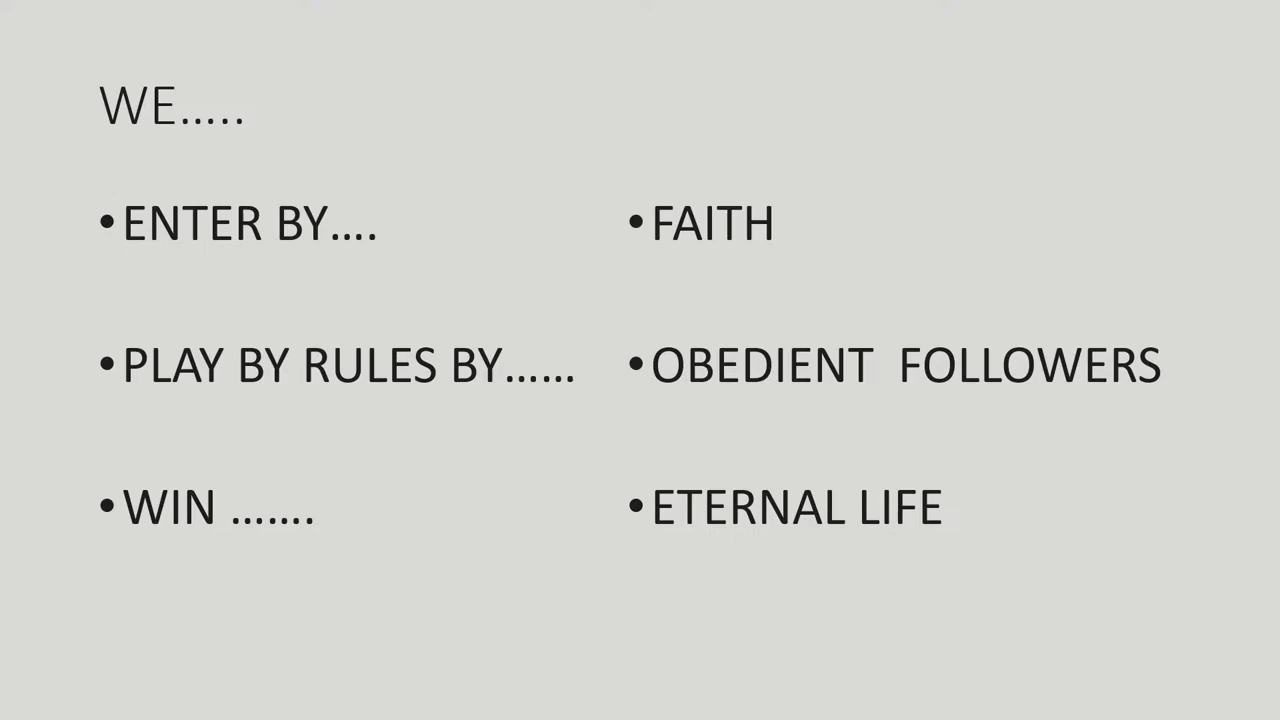 WE.....
•ENTER BY....
•FAITH
•PLAY BY RULES BY......
•OBEDIENT  FOLLOWERS
•WIN .......
•ETERNAL LIFE